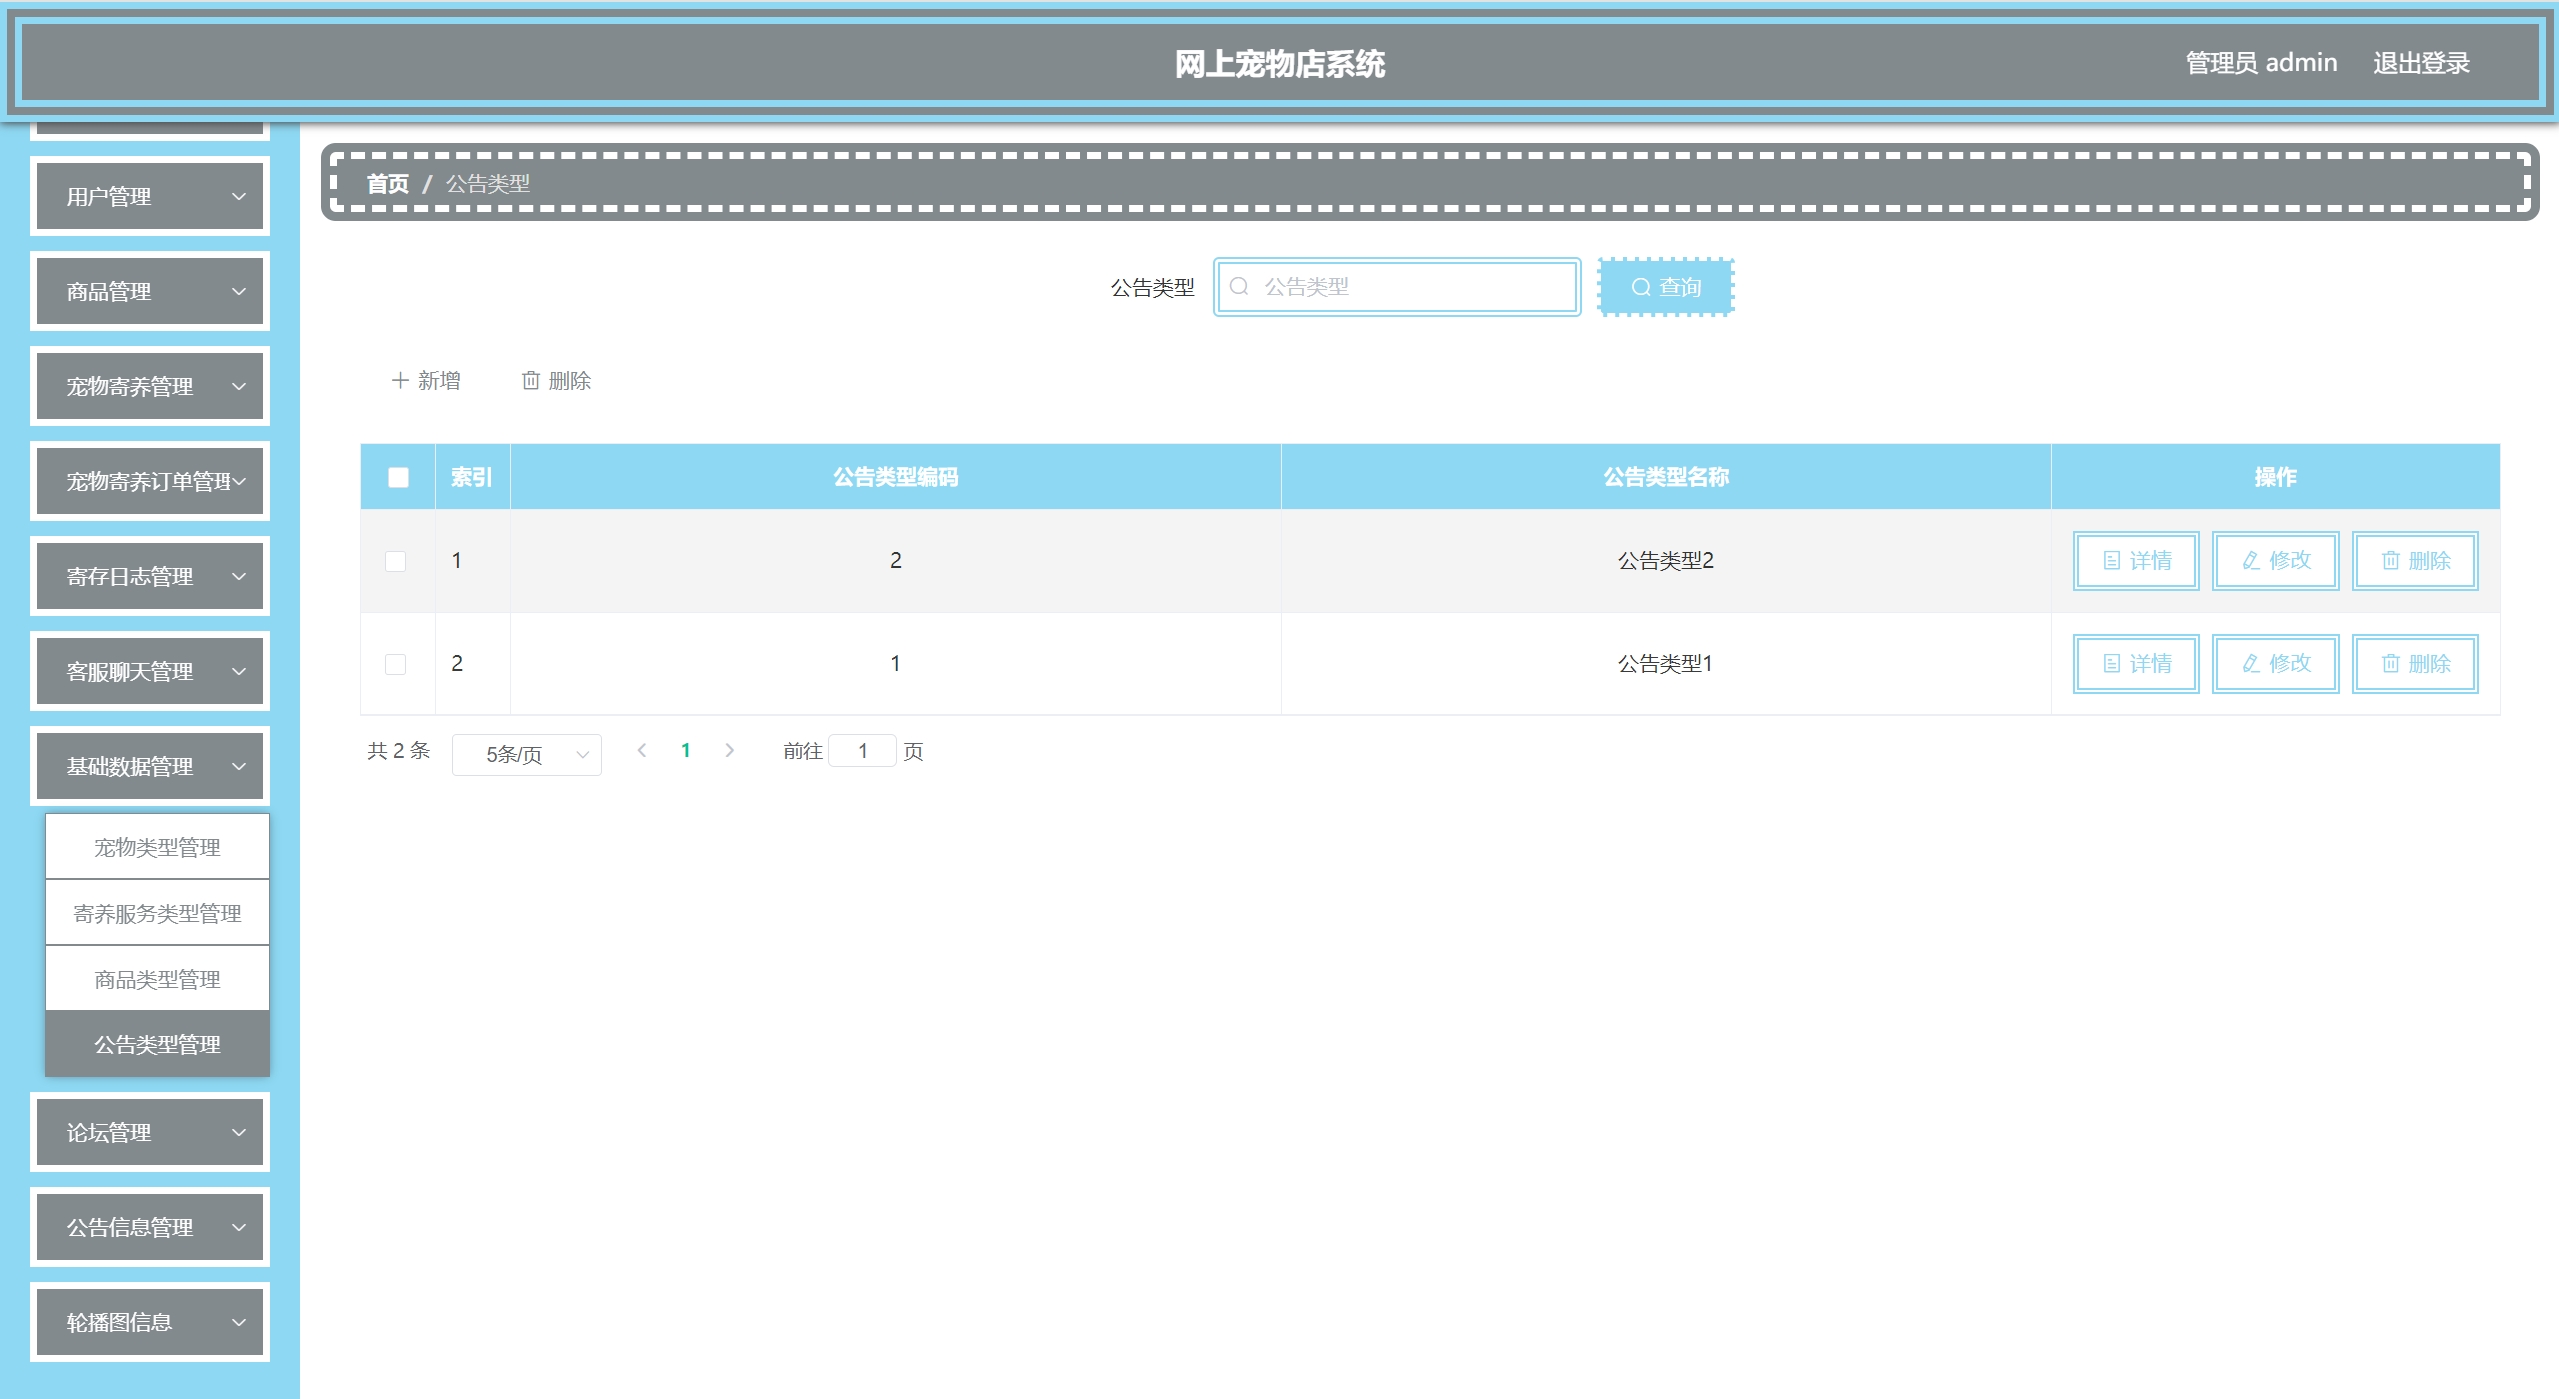 网上宠物店系统
管理员 admin 退出登录
用户管理
商品管理
宠物寄养管理
宠物寄养订单管理
寄存日志管理
客服聊天管理
基础数据管理
宠物类型管理
寄养服务类型管理
商品类型管理
公告类型管理
论坛管理
公告信息管理
轮播图信息
首页 / 公告类型
公告类型 公告类型 查询
新增 删除
索引 公告类型编码 公告类型名称 操作
1 2 公告类型2 详情 修改 删除
2 1 公告类型1 详情 修改 删除
共 2 条 5条/页 1 前往 1 页